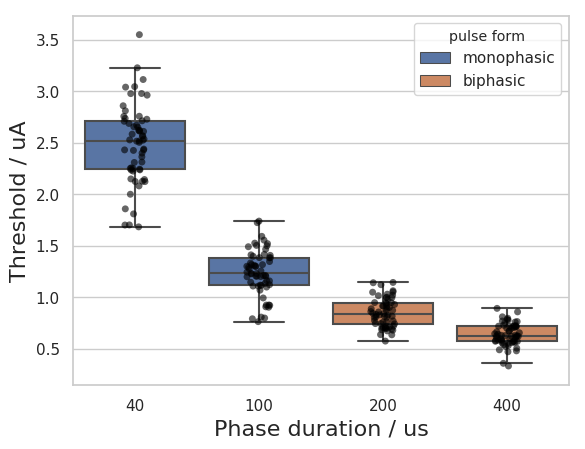 pulse form
monophasic
biphasic
3.5
3.0
2.5
2.0
1.5
1.0
0.5
Threshold / uA
40 100 200 400
Phase duration / us